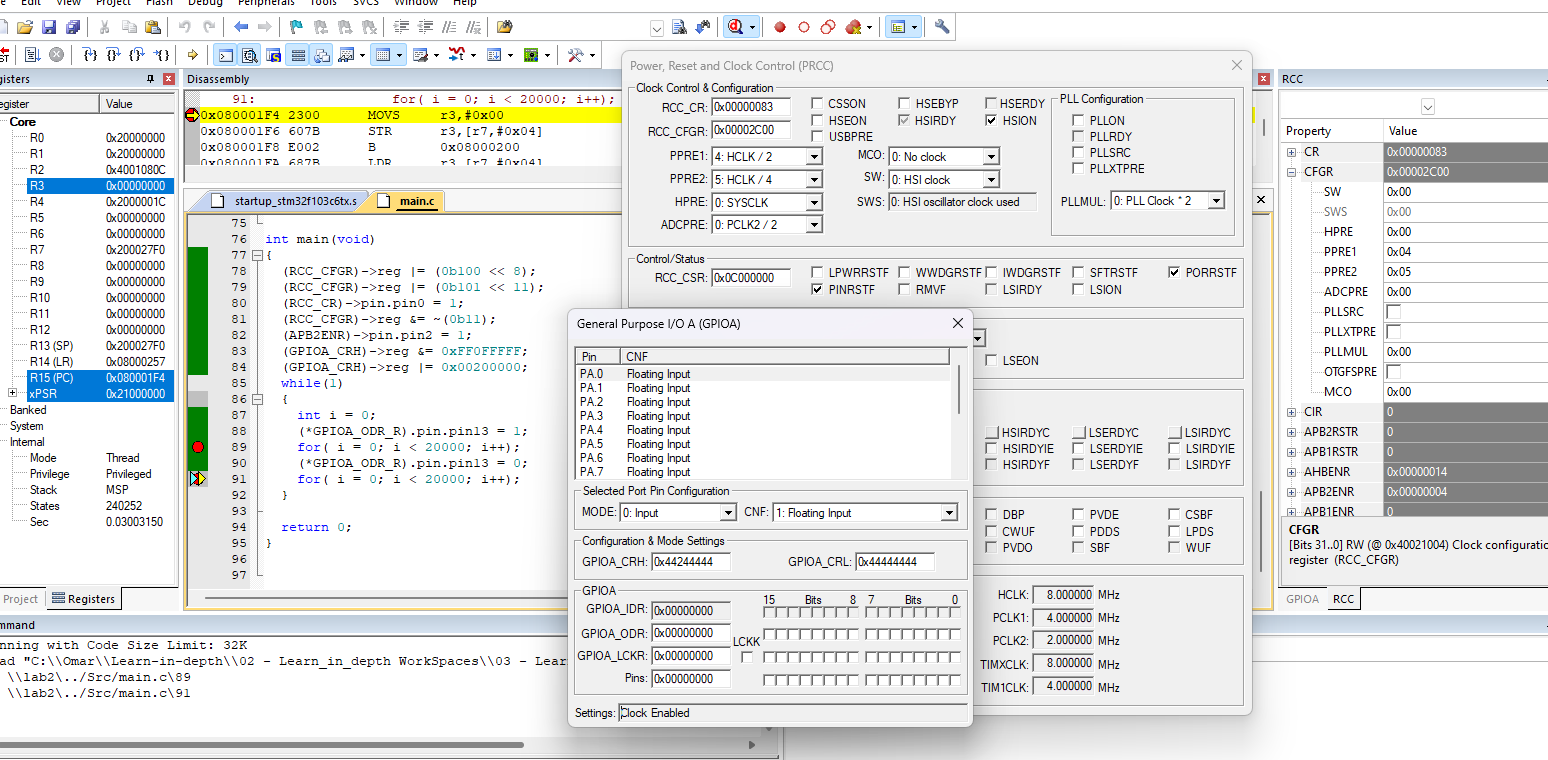 Edit View Project Flash Debug Peripherals Tools SVCS Window Help
Registers
Register Value
Core
R0 0x20000000
R1 0x20000000
R2 0x4001080C
R3 0x00000000
R4 0x2000001C
R5 0x00000000
R6 0x00000000
R7 0x200027F0
R8 0x00000000
R9 0x00000000
R10 0x00000000
R11 0x00000000
R12 0x00000000
R13 (SP) 0x200027F0
R14 (LR) 0x08000257
R15 (PC) 0x080001F4
xPSR 0x21000000
Banked
System
Internal
Mode Thread
Privilege Privileged
Stack MSP
States 240252
Sec 0.03003150
Project Registers
Disassembly
91: for( i = 0; i < 20000; i++);
0x080001F4 2300 MOVS r3,#0x00
0x080001F6 607B STR r3,[r7,#0x04]
0x080001F8 E002 B 0x08000200
0x080001FA 687B LDR r3,[r7,#0x04]
startup_stm32f103c6tx.s main.c
75
76 int main(void)
77 {
78 (RCC_CFGR)->reg |= (0b100 << 8);
79 (RCC_CFGR)->reg |= (0b101 << 11);
80 (RCC_CR)->pin.pin0 = 1;
81 (RCC_CFGR)->reg &= ~(0b11);
82 (APB2ENR)->pin.pin2 = 1;
83 (GPIOA_CRH)->reg &= 0xFF0FFFFF;
84 (GPIOA_CRH)->reg |= 0x00200000;
85 while(1)
86 {
87 int i = 0;
88 (*GPIOA_ODR_R).pin.pin13 = 1;
89 for( i = 0; i < 20000; i++);
90 (*GPIOA_ODR_R).pin.pin13 = 0;
91 for( i = 0; i < 20000; i++);
92 }
93
94 return 0;
95 }
96
97
Power, Reset and Clock Control (PRCC)
Clock Control & Configuration
RCC_CR: 0x00000083 CSSON HSEBYP HSERDY
HSEON HSIRDY HSION
RCC_CFGR: 0x00002C00 USBPRE
PPRE1: 4: HCLK / 2 MCO: 0: No clock
PPRE2: 5: HCLK / 4 SW: 0: HSI clock
HPRE: 0: SYSCLK SWS: 0: HSI oscillator clock used
ADCPRE: 0: PCLK2 / 2
PLL Configuration
PLLON
PLLRDY
PLLSRC
PLLXTPRE
PLLMUL: 0: PLL Clock * 2
Control/Status
RCC_CSR: 0x0C000000 LPWRRSTF WWDGRSTF IWDGRSTF SFTRSTF PORRSTF
PINRSTF RMVF LSIRDY LSION
LSEON
HSIRDYC LSERDYC LSIRDYC
HSIRDYIE LSERDYIE LSIRDYIE
HSIRDYF LSERDYF LSIRDYF
DBP PVDE CSBF
CWUF PDDS LPDS
PVDO SBF WUF
HCLK: 8.000000 MHz
PCLK1: 4.000000 MHz
PCLK2: 2.000000 MHz
TIMXCLK: 8.000000 MHz
TIM1CLK: 4.000000 MHz
General Purpose I/O A (GPIOA)
Pin CNF
PA.0 Floating Input
PA.1 Floating Input
PA.2 Floating Input
PA.3 Floating Input
PA.4 Floating Input
PA.5 Floating Input
PA.6 Floating Input
PA.7 Floating Input
Selected Port Pin Configuration
MODE: 0: Input CNF: 1: Floating Input
Configuration & Mode Settings
GPIOA_CRH: 0x44244444 GPIOA_CRL: 0x44444444
GPIOA
15 Bits 8 7 Bits 0
GPIOA_IDR: 0x00000000
GPIOA_ODR: 0x00000000
LCKK
GPIOA_LCKR: 0x00000000
Pins: 0x00000000
Settings: Clock Enabled
RCC
Property Value
CR 0x00000083
CFGR 0x00002C00
SW 0x00
SWS 0x00
HPRE 0x00
PPRE1 0x04
PPRE2 0x05
ADCPRE 0x00
PLLSRC
PLLXTPRE
PLLMUL 0x00
OTGFSPRE
MCO 0x00
CIR 0
APB2RSTR 0
APB1RSTR 0
AHBENR 0x00000014
APB2ENR 0x00000004
APB1ENR 0
CFGR
[Bits 31..0] RW (@ 0x40021004) Clock configuratio
register (RCC_CFGR)
GPIOA RCC
mmand
nning with Code Size Limit: 32K
ad "C:\\Omar\\Learn-in-depth\\02 - Learn_in_depth WorkSpaces\\03 - Lear
\\lab2\../Src/main.c\89
\\lab2\../Src/main.c\91